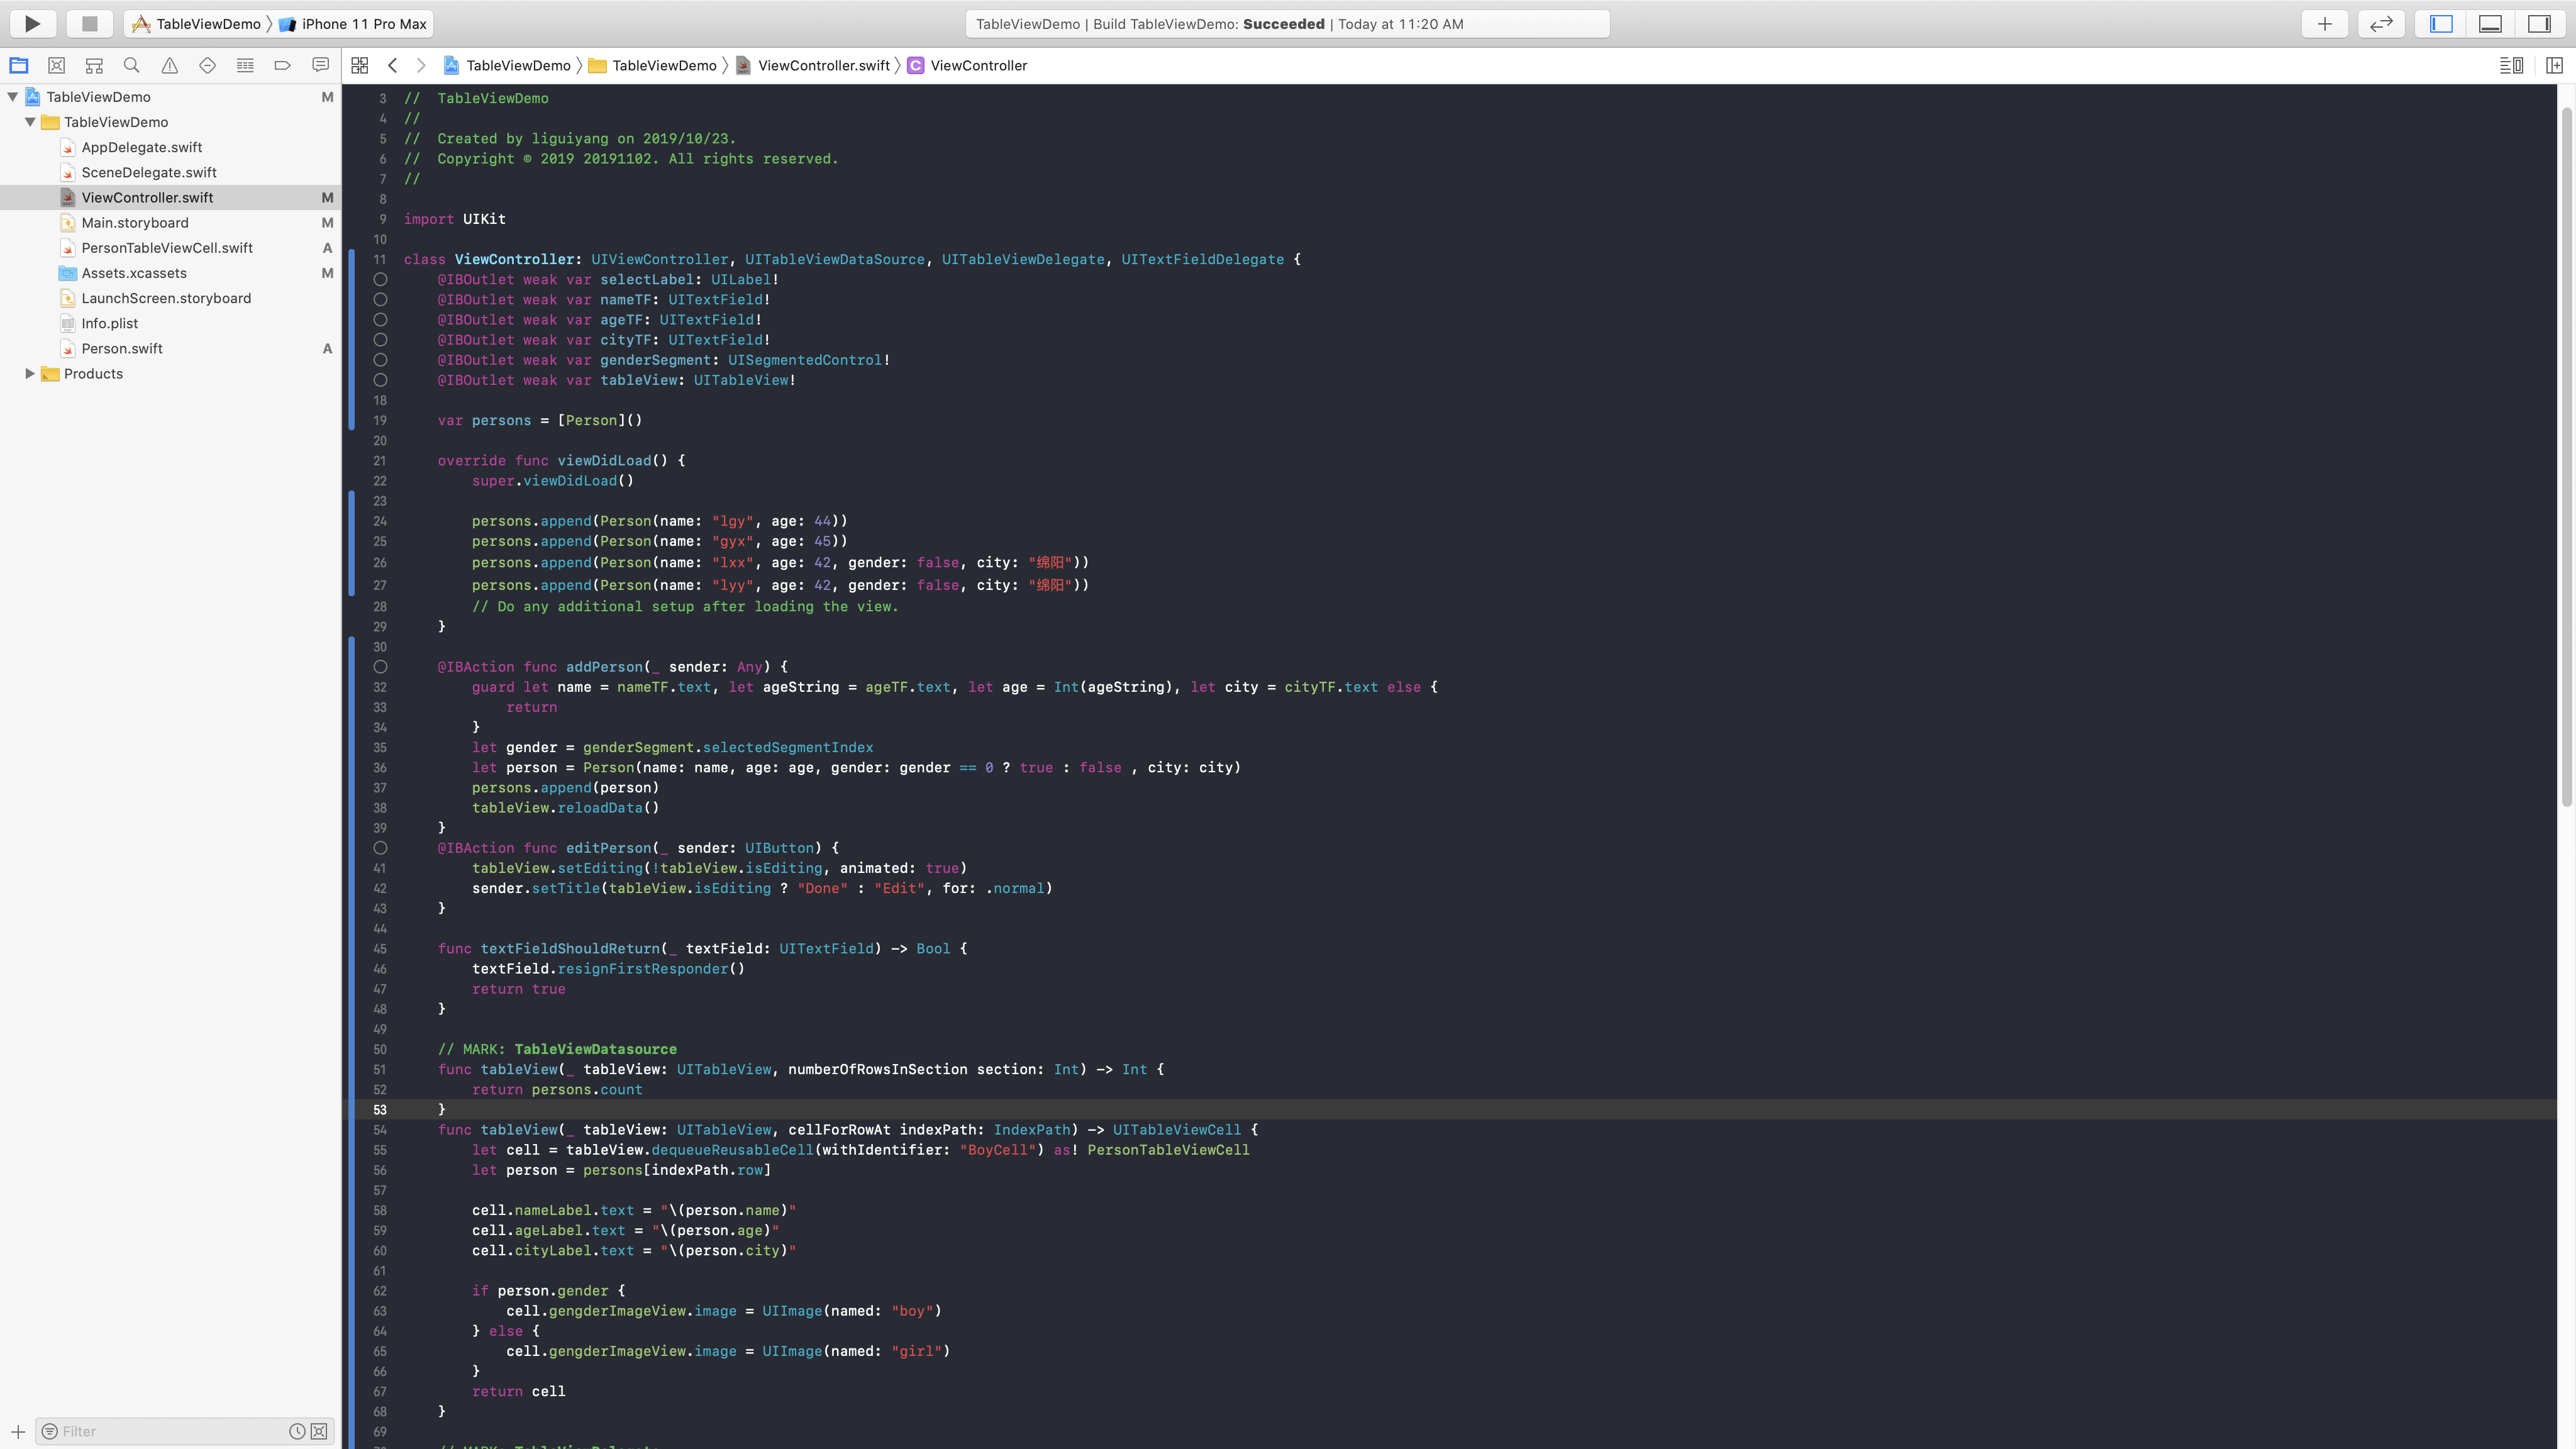 TableViewDemo 〉 iPhone 11 Pro Max
TableViewDemo | Build TableViewDemo: Succeeded | Today at 11:20 AM
TableViewDemo 〉 TableViewDemo 〉 ViewController.swift 〉 C ViewController
TableViewDemo M
TableViewDemo
AppDelegate.swift
SceneDelegate.swift
ViewController.swift M
Main.storyboard M
PersonTableViewCell.swift A
Assets.xcassets M
LaunchScreen.storyboard
Info.plist
Person.swift A
Products
Filter
3 //  TableViewDemo
4 //
5 //  Created by liguiyang on 2019/10/23.
6 //  Copyright © 2019 20191102. All rights reserved.
7 //
8
9 import UIKit
10
11 class ViewController: UIViewController, UITableViewDataSource, UITableViewDelegate, UITextFieldDelegate {
@IBOutlet weak var selectLabel: UILabel!
@IBOutlet weak var nameTF: UITextField!
@IBOutlet weak var ageTF: UITextField!
@IBOutlet weak var cityTF: UITextField!
@IBOutlet weak var genderSegment: UISegmentedControl!
@IBOutlet weak var tableView: UITableView!
18
19     var persons = [Person]()
20
21     override func viewDidLoad() {
22         super.viewDidLoad()
23
24         persons.append(Person(name: "lgy", age: 44))
25         persons.append(Person(name: "gyx", age: 45))
26         persons.append(Person(name: "lxx", age: 42, gender: false, city: "绵阳"))
27         persons.append(Person(name: "lyy", age: 42, gender: false, city: "绵阳"))
28         // Do any additional setup after loading the view.
29     }
30
@IBAction func addPerson(_ sender: Any) {
32         guard let name = nameTF.text, let ageString = ageTF.text, let age = Int(ageString), let city = cityTF.text else {
33             return
34         }
35         let gender = genderSegment.selectedSegmentIndex
36         let person = Person(name: name, age: age, gender: gender == 0 ? true : false , city: city)
37         persons.append(person)
38         tableView.reloadData()
39     }
@IBAction func editPerson(_ sender: UIButton) {
41         tableView.setEditing(!tableView.isEditing, animated: true)
42         sender.setTitle(tableView.isEditing ? "Done" : "Edit", for: .normal)
43     }
44
45     func textFieldShouldReturn(_ textField: UITextField) -> Bool {
46         textField.resignFirstResponder()
47         return true
48     }
49
50     // MARK: TableViewDatasource
51     func tableView(_ tableView: UITableView, numberOfRowsInSection section: Int) -> Int {
52         return persons.count
53     }
54     func tableView(_ tableView: UITableView, cellForRowAt indexPath: IndexPath) -> UITableViewCell {
55         let cell = tableView.dequeueReusableCell(withIdentifier: "BoyCell") as! PersonTableViewCell
56         let person = persons[indexPath.row]
57
58         cell.nameLabel.text = "\(person.name)"
59         cell.ageLabel.text = "\(person.age)"
60         cell.cityLabel.text = "\(person.city)"
61
62         if person.gender {
63             cell.gengderImageView.image = UIImage(named: "boy")
64         } else {
65             cell.gengderImageView.image = UIImage(named: "girl")
66         }
67         return cell
68     }
69